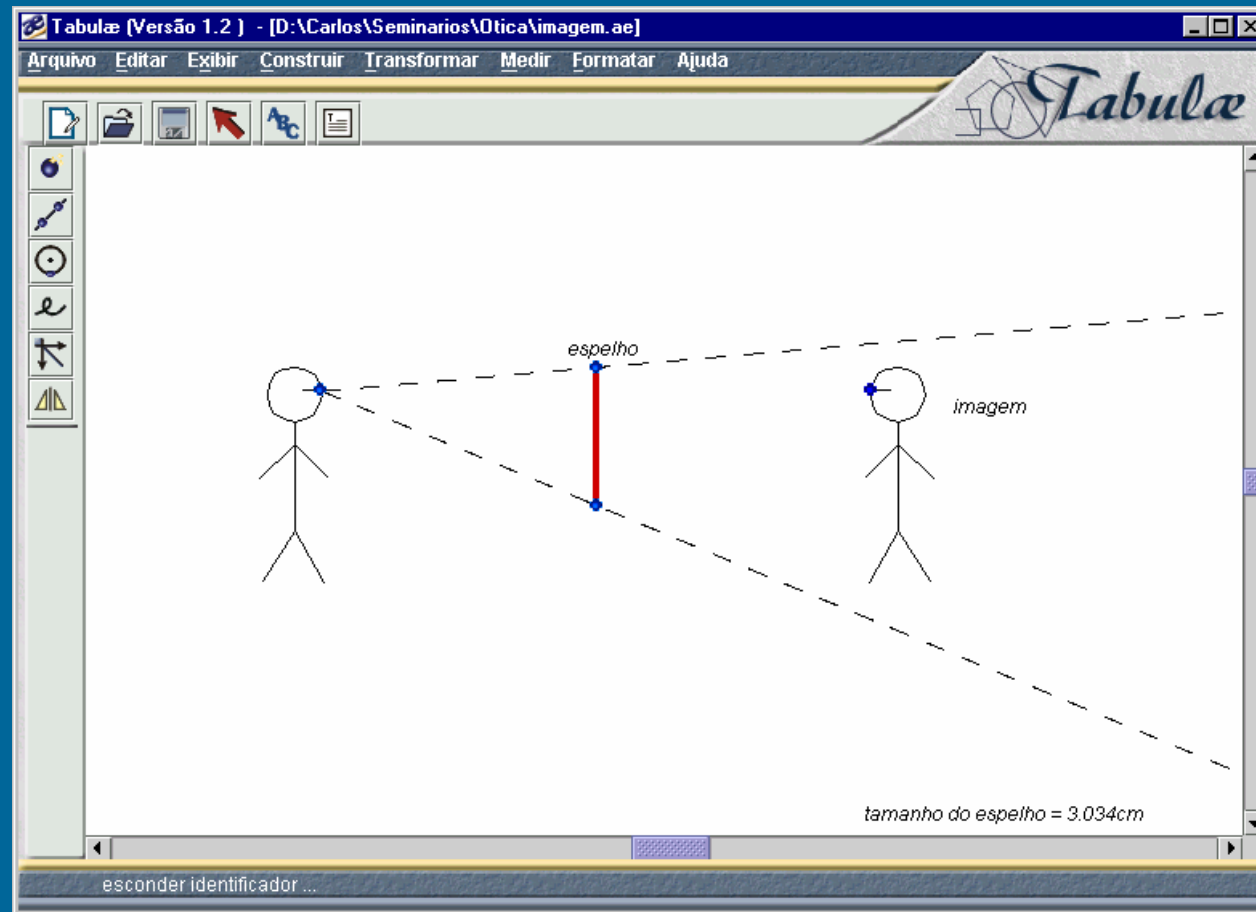 Tabulæ (Versão 1.2 ) - [D:\Carlos\Seminarios\Otica\imagem.ae]
Arquivo Editar Exibir Construir Transformar Medir Formatar Ajuda
Tabulæ
ABC
espelho
imagem
tamanho do espelho = 3.034cm
esconder identificador ...